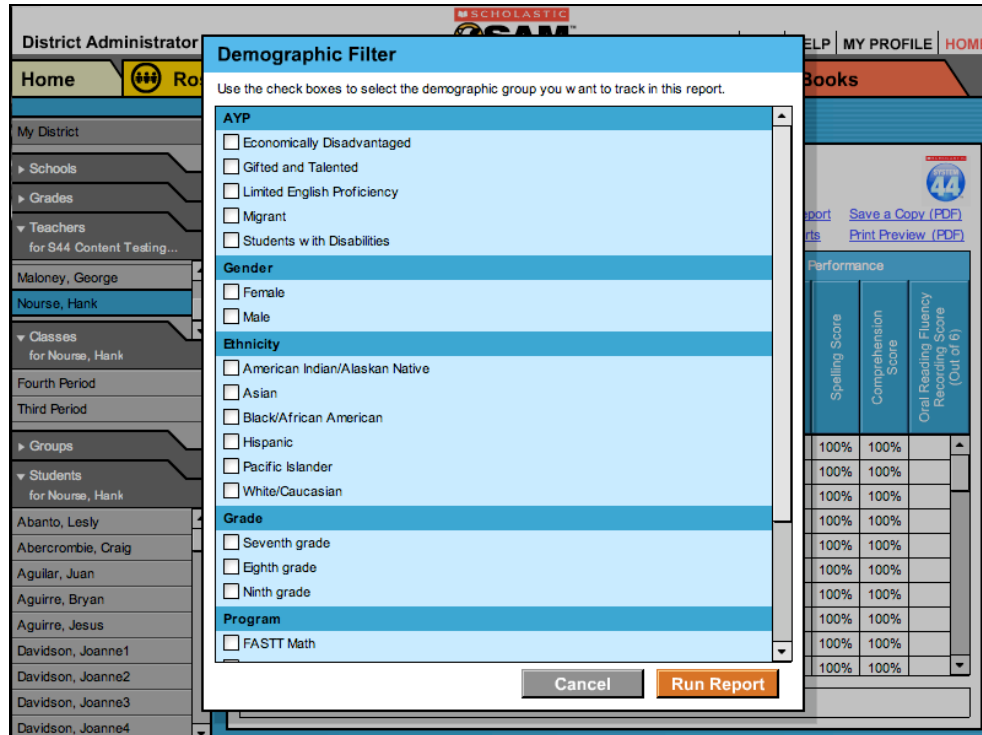 SCHOLASTIC
SAM™
District Administrator
ELP
MY PROFILE
HOM
Home
Ro
Books
My District
Schools
Grades
Teachers
for S44 Content Testing...
Maloney, George
Nourse, Hank
Classes
for Nourse, Hank
Fourth Period
Third Period
Groups
Students
for Nourse, Hank
Abanto, Lesly
Abercrombie, Craig
Aguilar, Juan
Aguirre, Bryan
Aguirre, Jesus
Davidson, Joanne1
Davidson, Joanne2
Davidson, Joanne3
Davidson, Joanne4
Demographic Filter
Use the check boxes to select the demographic group you want to track in this report.
AYP
Economically Disadvantaged
Gifted and Talented
Limited English Proficiency
Migrant
Students with Disabilities
Gender
Female
Male
Ethnicity
American Indian/Alaskan Native
Asian
Black/African American
Hispanic
Pacific Islander
White/Caucasian
Grade
Seventh grade
Eighth grade
Ninth grade
Program
FASTT Math
Cancel
Run Report
SYSTEM
44
port
Save a Copy (PDF)
rts
Print Preview (PDF)
Performance
Spelling Score
Comprehension
Score
Oral Reading Fluency
Recording Score
(Out of 6)
100% 100%
100% 100%
100% 100%
100% 100%
100% 100%
100% 100%
100% 100%
100% 100%
100% 100%
100% 100%